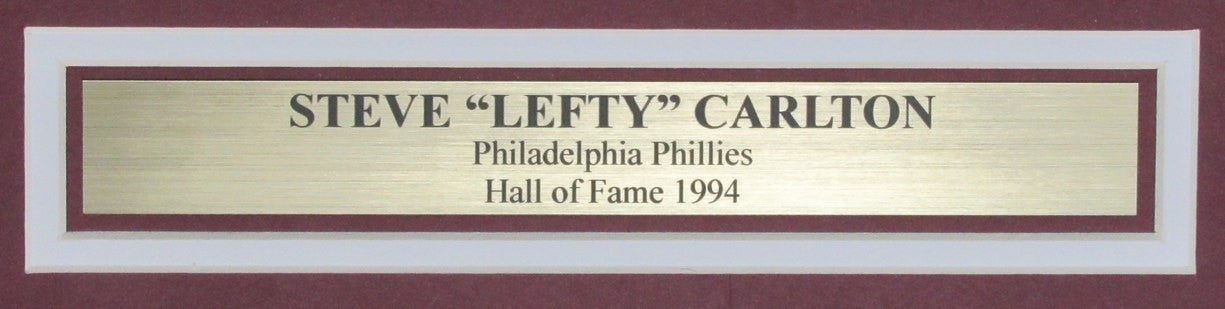 STEVE “LEFTY” CARLTON
Philadelphia Phillies
Hall of Fame 1994